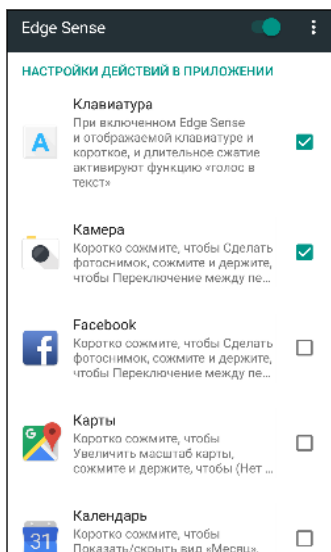 Edge Sense
НАСТРОЙКИ ДЕЙСТВИЙ В ПРИЛОЖЕНИИ
Клавиатура
При включенном Edge Sense
и отображаемой клавиатуре и
короткое, и длительное сжатие
активируют функцию «голос в
текст»
A
Камера
Коротко сожмите, чтобы Сделать
фотоснимок, сожмите и держите,
чтобы Переключение между пе...
Facebook
Коротко сожмите, чтобы Сделать
фотоснимок, сожмите и держите,
чтобы Переключение между пе...
f
Карты
Коротко сожмите, чтобы
Увеличить масштаб карты,
сожмите и держите, чтобы (Нет ...
G
Календарь
Коротко сожмите, чтобы
Показать/скрыть вид «Месяц»,
31